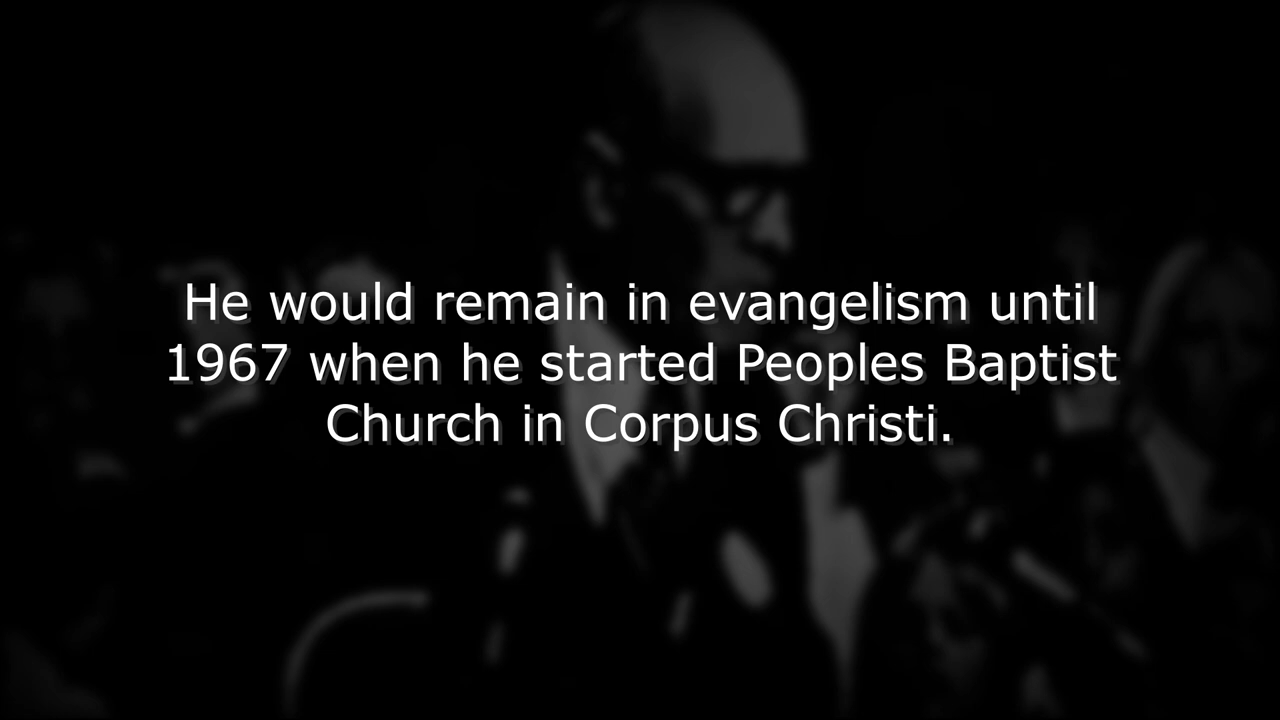 He would remain in evangelism until
1967 when he started Peoples Baptist
Church in Corpus Christi.